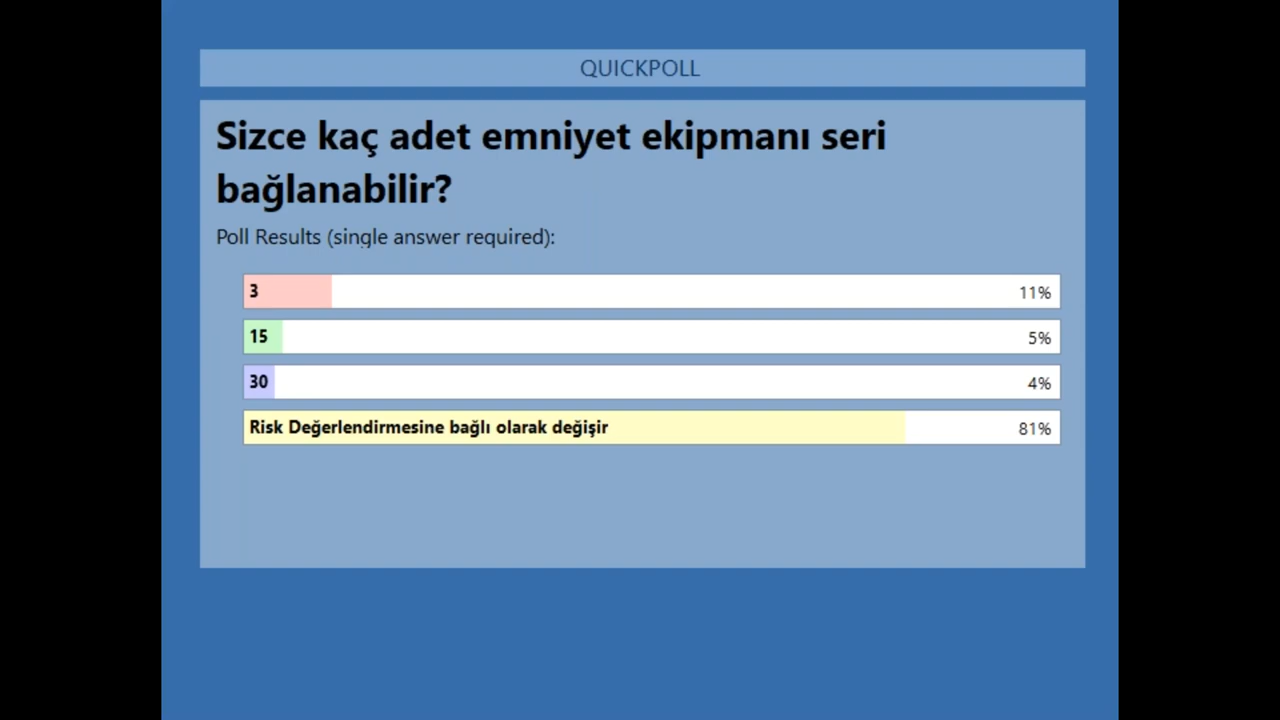 QUICKPOLL
Sizce kaç adet emniyet ekipmanı seri
bağlanabilir?
Poll Results (single answer required):
3 11%
15 5%
30 4%
Risk Değerlendirmesine bağlı olarak değişir 81%